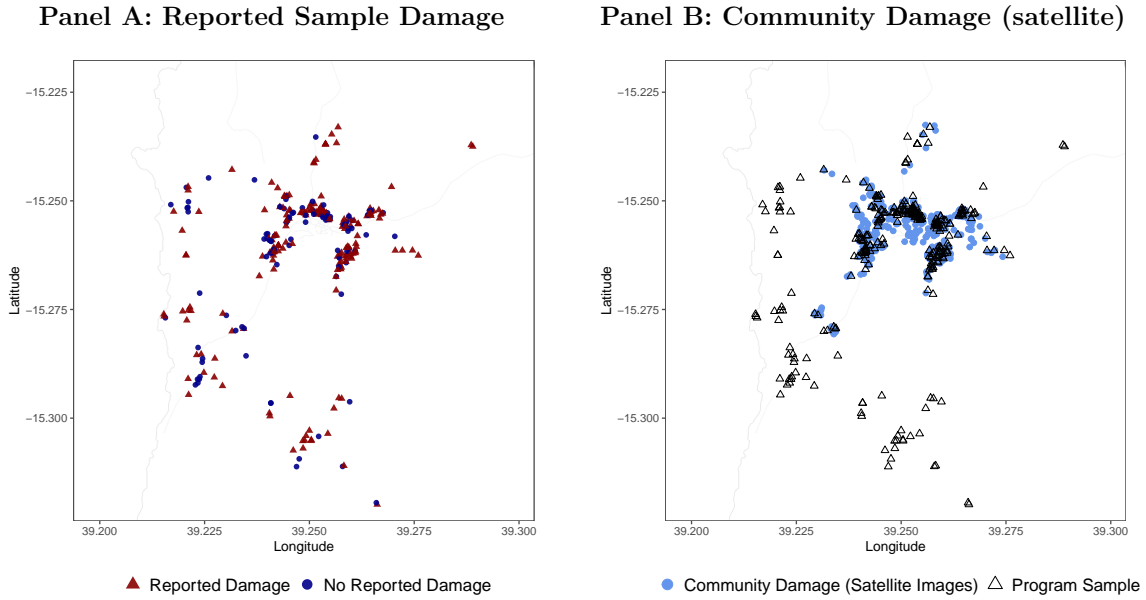 Panel A: Reported Sample Damage
−15.225
−15.250
−15.275
−15.300
Latitude
39.200 39.225 39.250 39.275 39.300
Longitude
Reported Damage No Reported Damage
Panel B: Community Damage (satellite)
−15.225
−15.250
−15.275
−15.300
Latitude
39.200 39.225 39.250 39.275 39.300
Longitude
Community Damage (Satellite Images) Program Sample